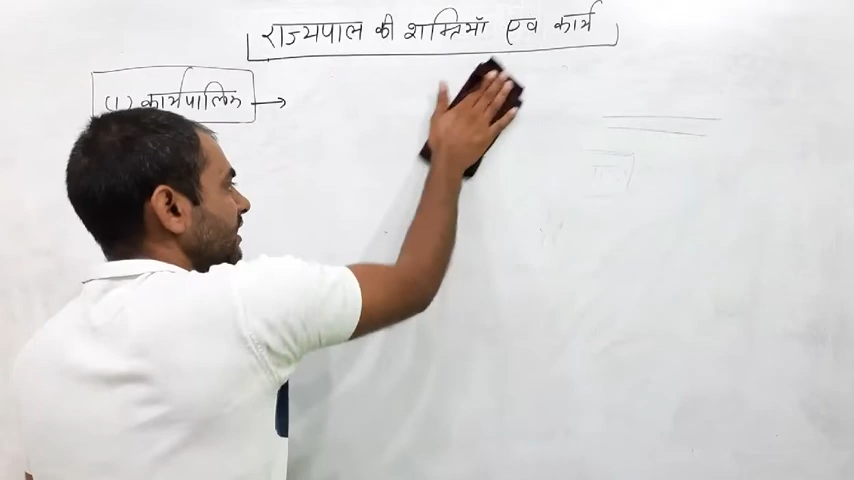 राज्यपाल की शक्तियाँ एवं कार्य
(1) कार्यपालिक →